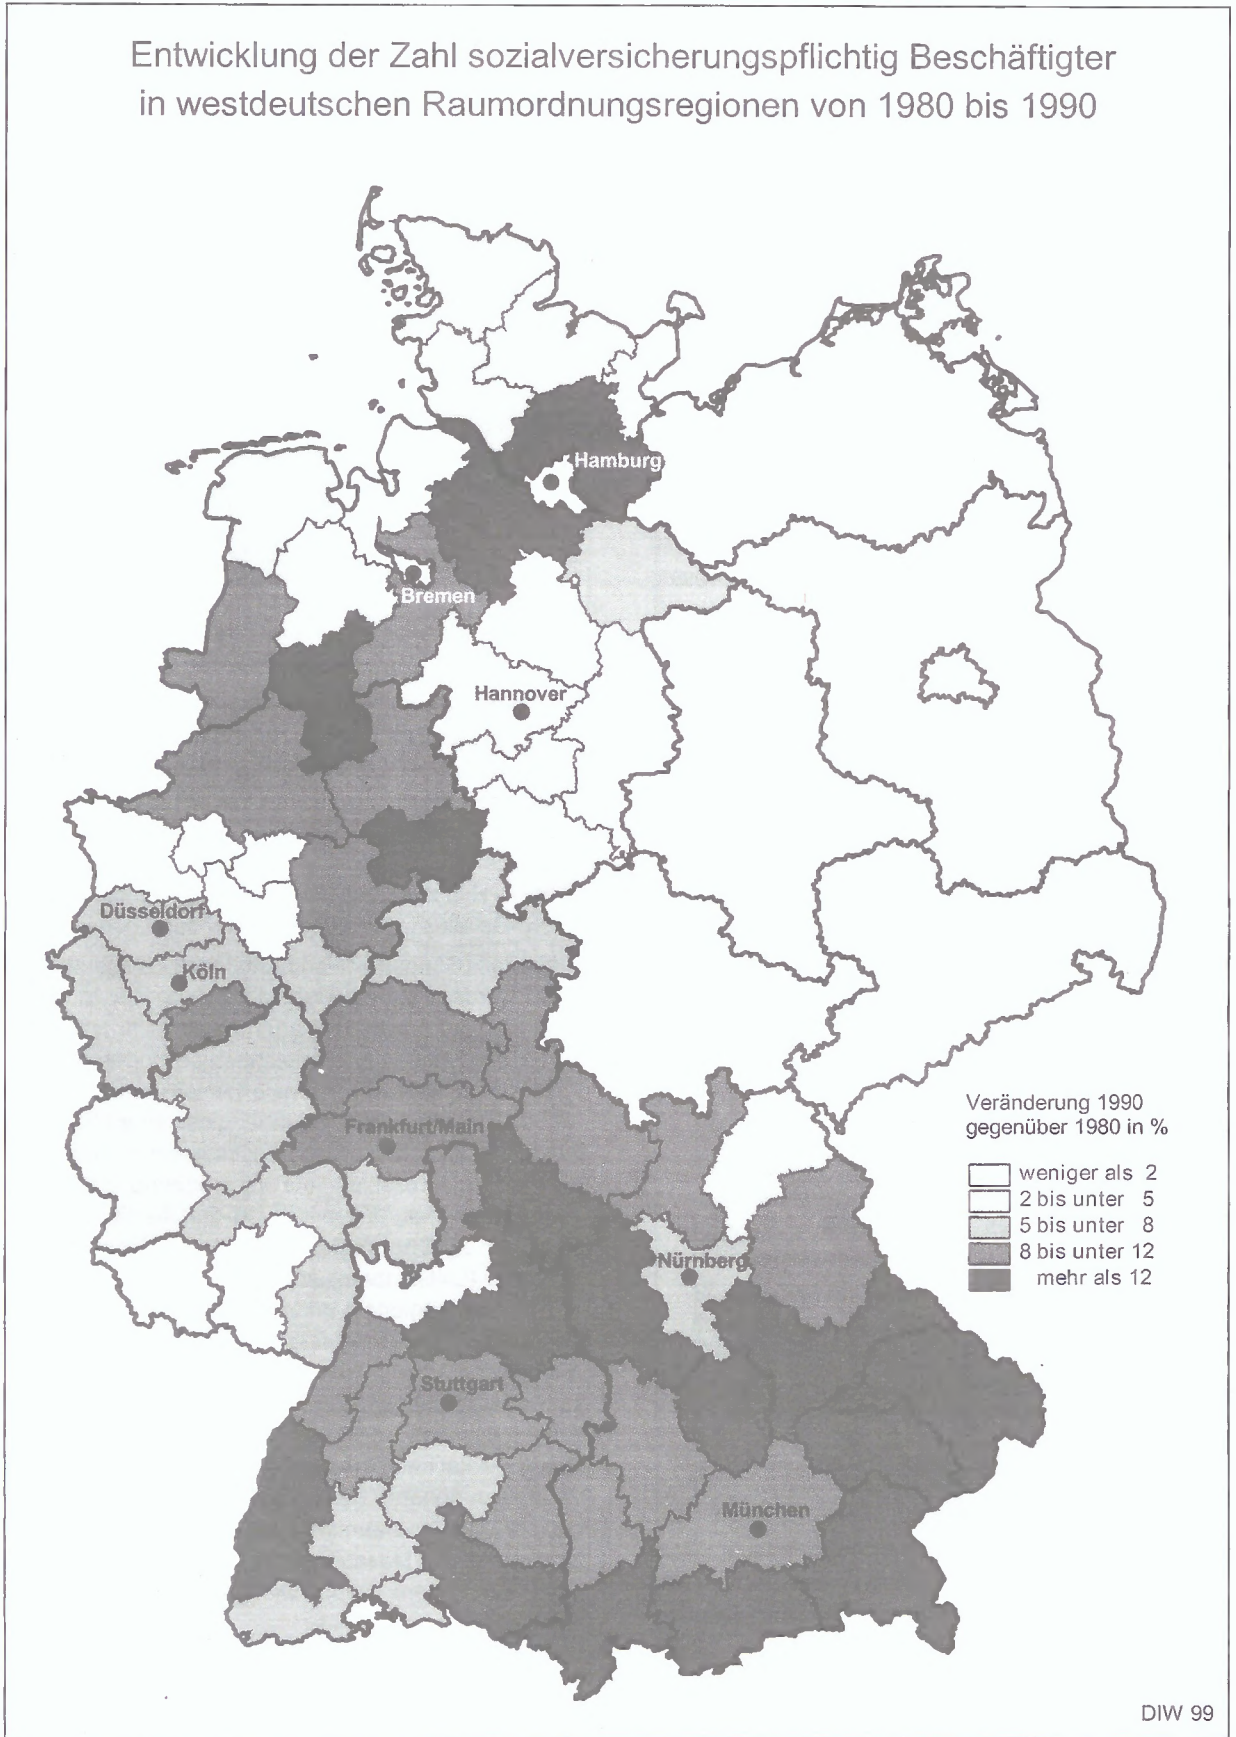 Entwicklung der Zahl sozialversicherungspflichtig Beschäftigter
in westdeutschen Raumordnungsregionen von 1980 bis 1990
Hamburg
Bremen
Hannover
Düsseldorf
Köln
Frankfurt/Main
Nürnberg
Stuttgart
München
Veränderung 1990
gegenüber 1980 in %
weniger als 2
2 bis unter 5
5 bis unter 8
8 bis unter 12
mehr als 12
DIW 99